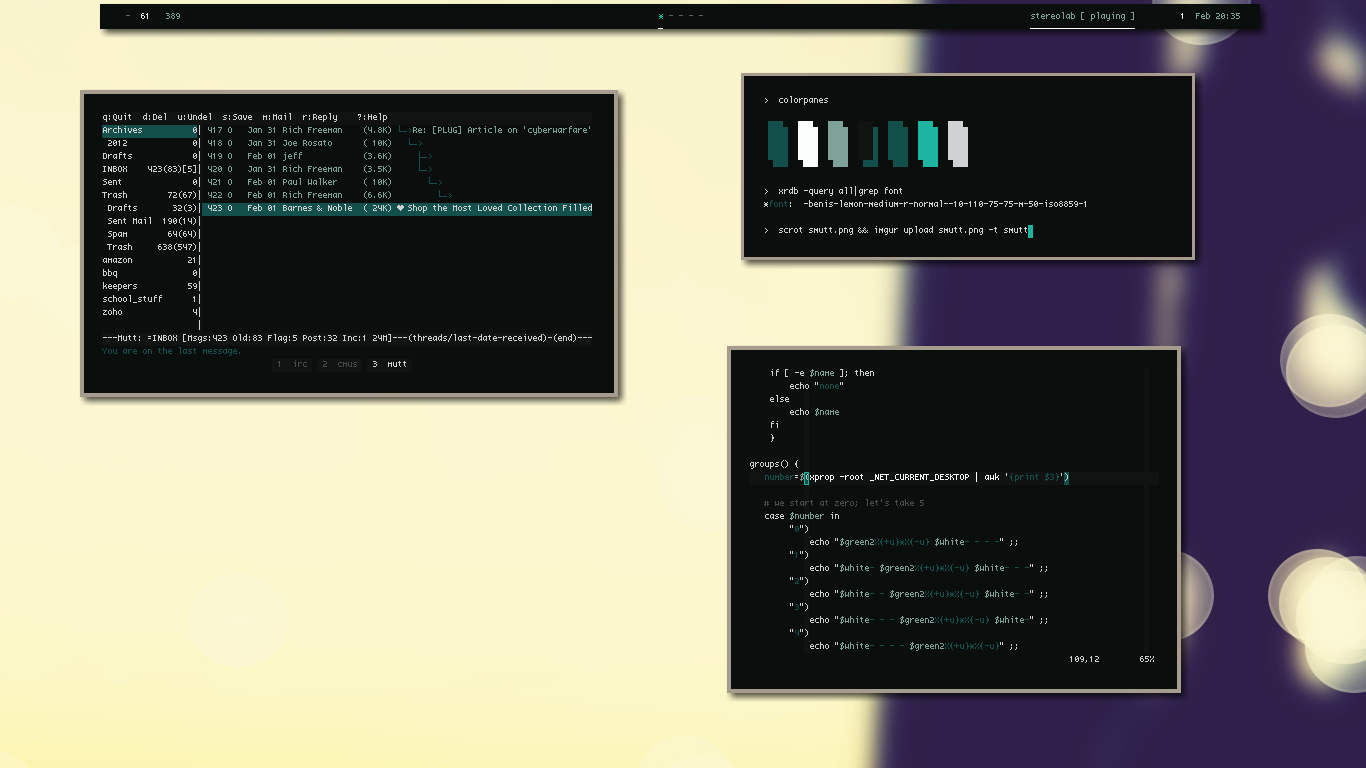 - 61 389 * - - - - stereolab [ playing ] 1 Feb 20:35
q:Quit d:Del u:Undel s:Save m:Mail r:Reply ?:Help
Archives 0| 417 O Jan 31 Rich Freeman (4.8K) └─>Re: [PLUG] Article on 'cyberwarfare'
2012 0| 418 O Jan 31 Joe Rosato ( 10K) └─>
Drafts 0| 419 O Feb 01 jeff (3.6K) ├─>
INBOX 423(83)[5]| 420 O Jan 31 Rich Freeman (3.5K) └─>
Sent 0| 421 O Feb 01 Paul Walker ( 10K) └─>
Trash 72(67)| 422 O Feb 01 Rich Freeman (6.6K) └─>
Drafts 32(3)| 423 O Feb 01 Barnes & Noble ( 24K) ♥ Shop the Most Loved Collection Filled
Sent Mail 190(14)|
Spam 64(64)|
Trash 638(547)|
amazon 21|
bbq 0|
keepers 59|
school_stuff 1|
zoho 4|
---Mutt: =INBOX [Msgs:423 Old:83 Flag:5 Post:32 Inc:1 24M]---(threads/last-date-received)-(end)---
You are on the last message.
1 irc 2 cmus 3 mutt
> colorpanes
> xrdb -query all|grep font
*font: -benis-lemon-medium-r-normal--10-110-75-75-m-50-iso8859-1
> scrot smutt.png && imgur upload smutt.png -t smutt
if [ -e $name ]; then
echo "none"
else
echo $name
fi
}
groups() {
number=$(xprop -root _NET_CURRENT_DESKTOP | awk '{print $3}')
# we start at zero; let's take 5
case $number in
"0")
echo "$green2%{+u}*%{-u} $white- - - -" ;;
"1")
echo "$white- $green2%{+u}*%{-u} $white- - -" ;;
"2")
echo "$white- - $green2%{+u}*%{-u} $white- -" ;;
"3")
echo "$white- - - $green2%{+u}*%{-u} $white-" ;;
"4")
echo "$white- - - - $green2%{+u}*%{-u}" ;;
109,12 65%